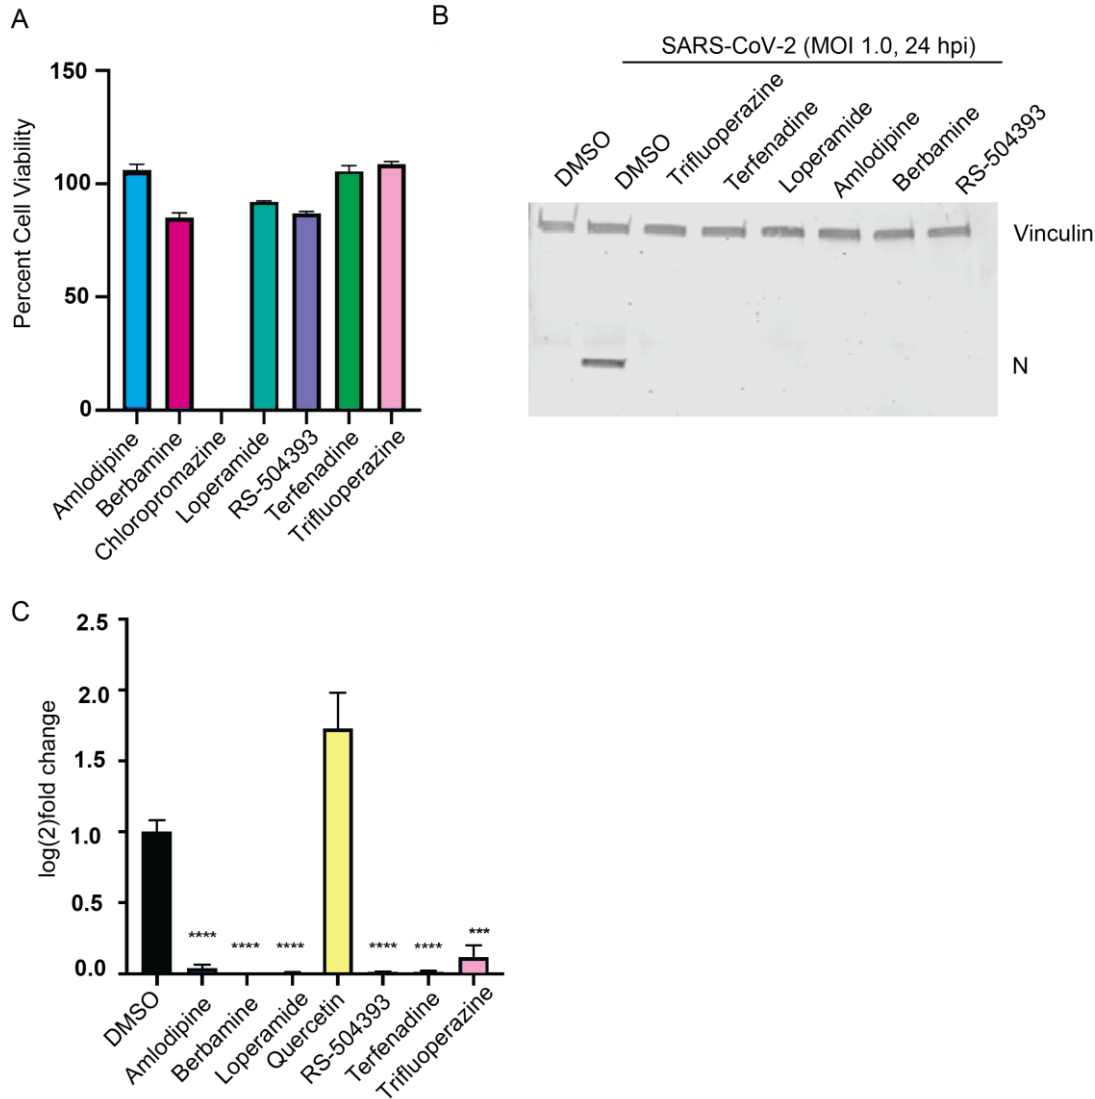 A
150
100
50
0
Percent Cell Viability
Amlodipine
Berbamine
Chloropromazine
Loperamide
RS-504393
Terfenadine
Trifluoperazine
B
SARS-CoV-2 (MOI 1.0, 24 hpi)
DMSO
DMSO
Trifluoperazine
Terfenadine
Loperamide
Amlodipine
Berbamine
RS-504393
Vinculin
N
C
2.5
2.0
1.5
1.0
0.5
0.0
log(2)fold change
****
****
****
****
****
***
DMSO
Amlodipine
Berbamine
Loperamide
Quercetin
RS-504393
Terfenadine
Trifluoperazine